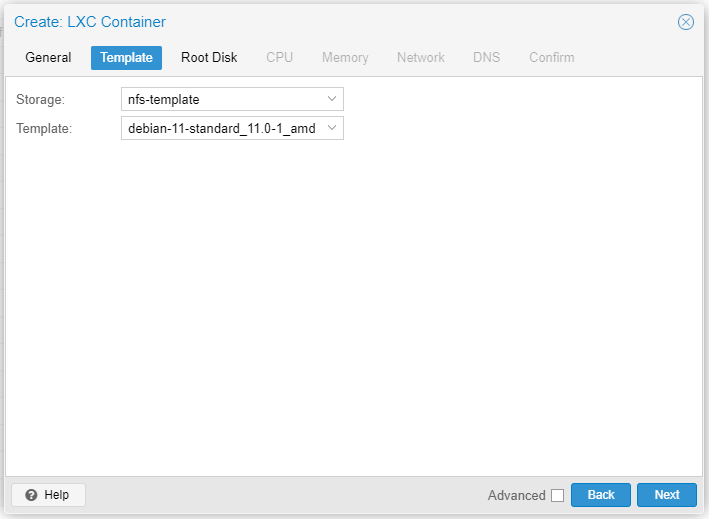 Create: LXC Container
General Template Root Disk CPU Memory Network DNS Confirm
Storage: nfs-template
Template: debian-11-standard_11.0-1_amd
Help Advanced Back Next